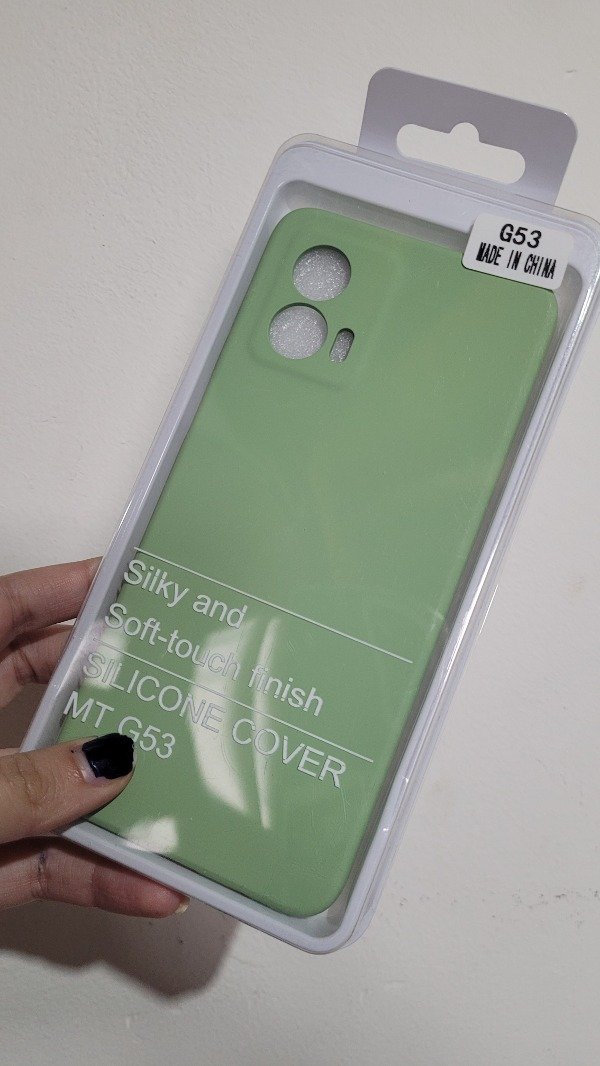 G53
MADE IN CHINA
Silky and
Soft-touch finish
SILICONE COVER
MT G53